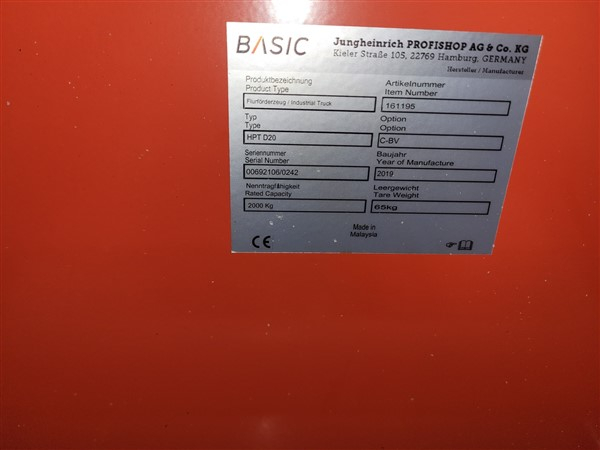 BASIC
Jungheinrich PROFISHOP AG & Co. KG
Kieler Straße 105, 22769 Hamburg, GERMANY
Hersteller / Manufacturer
Produktbezeichnung
Product Type
Flurförderzeug / Industrial Truck
Artikelnummer
Item Number
161195
Typ
Type
HPT D20
Option
Option
C-BV
Seriennummer
Serial Number
00692106/0242
Baujahr
Year of Manufacture
2019
Nenntragfähigkeit
Rated Capacity
2000 Kg
Leergewicht
Tare Weight
65kg
CE
Made in
Malaysia